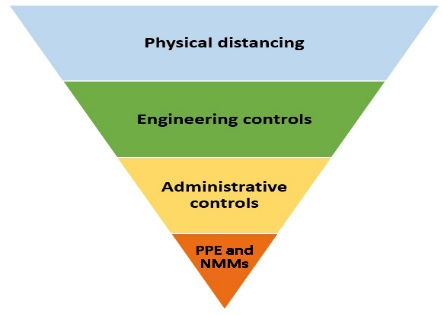 Physical distancing
Engineering controls
Administrative
controls
PPE and
NMMs